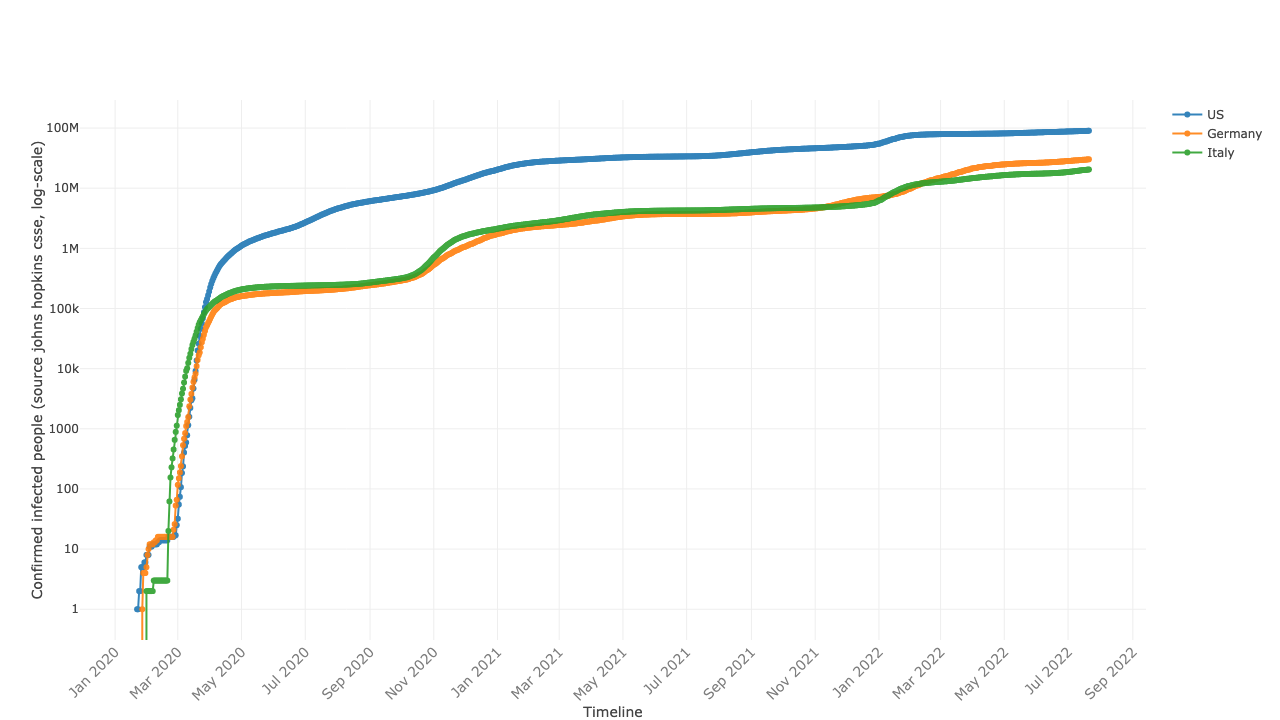 US
Germany
Italy
Confirmed infected people (source johns hopkins csse, log-scale)
100M
10M
1M
100k
10k
1000
100
10
1
Jan 2020
Mar 2020
May 2020
Jul 2020
Sep 2020
Nov 2020
Jan 2021
Mar 2021
May 2021
Jul 2021
Sep 2021
Nov 2021
Jan 2022
Mar 2022
May 2022
Jul 2022
Sep 2022
Timeline